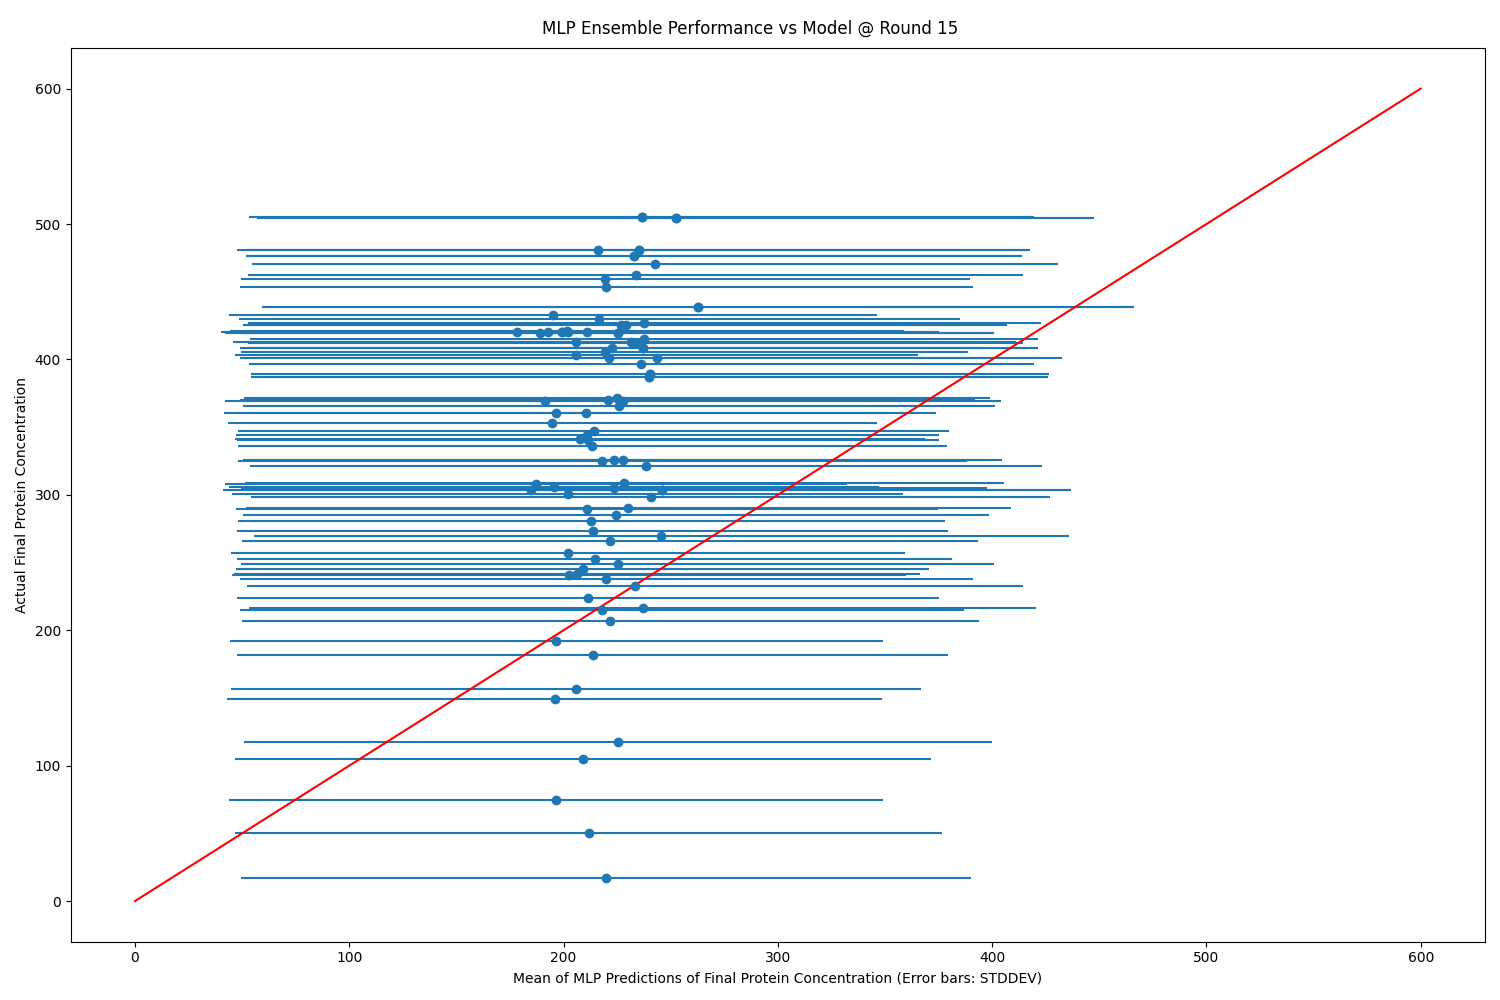 MLP Ensemble Performance vs Model @ Round 15
600
500
400
300
200
100
0
Actual Final Protein Concentration
0 100 200 300 400 500 600
Mean of MLP Predictions of Final Protein Concentration (Error bars: STDDEV)